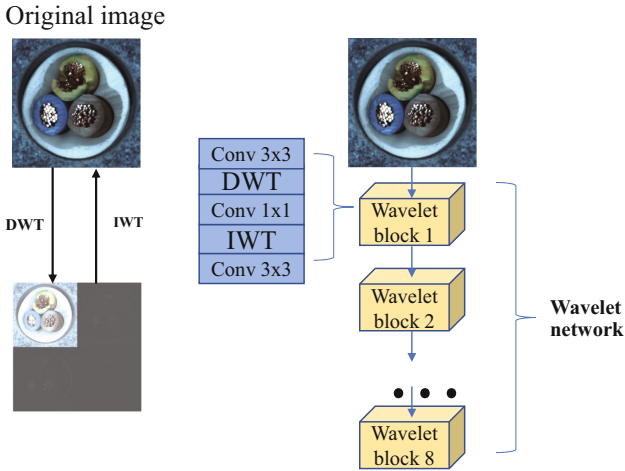 Original image
DWT
IWT
Conv 3x3
DWT
Conv 1x1
IWT
Conv 3x3
Wavelet
block 1
Wavelet
block 2
• • •
Wavelet
block 8
Wavelet
network